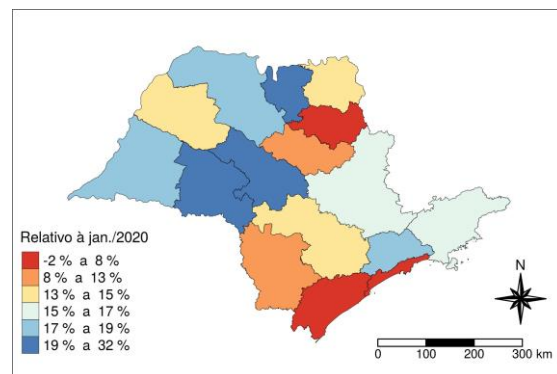 Relativo à jan./2020
-2 % a 8 %
8 % a 13 %
13 % a 15 %
15 % a 17 %
17 % a 19 %
19 % a 32 %
N
0 100 200 300 km